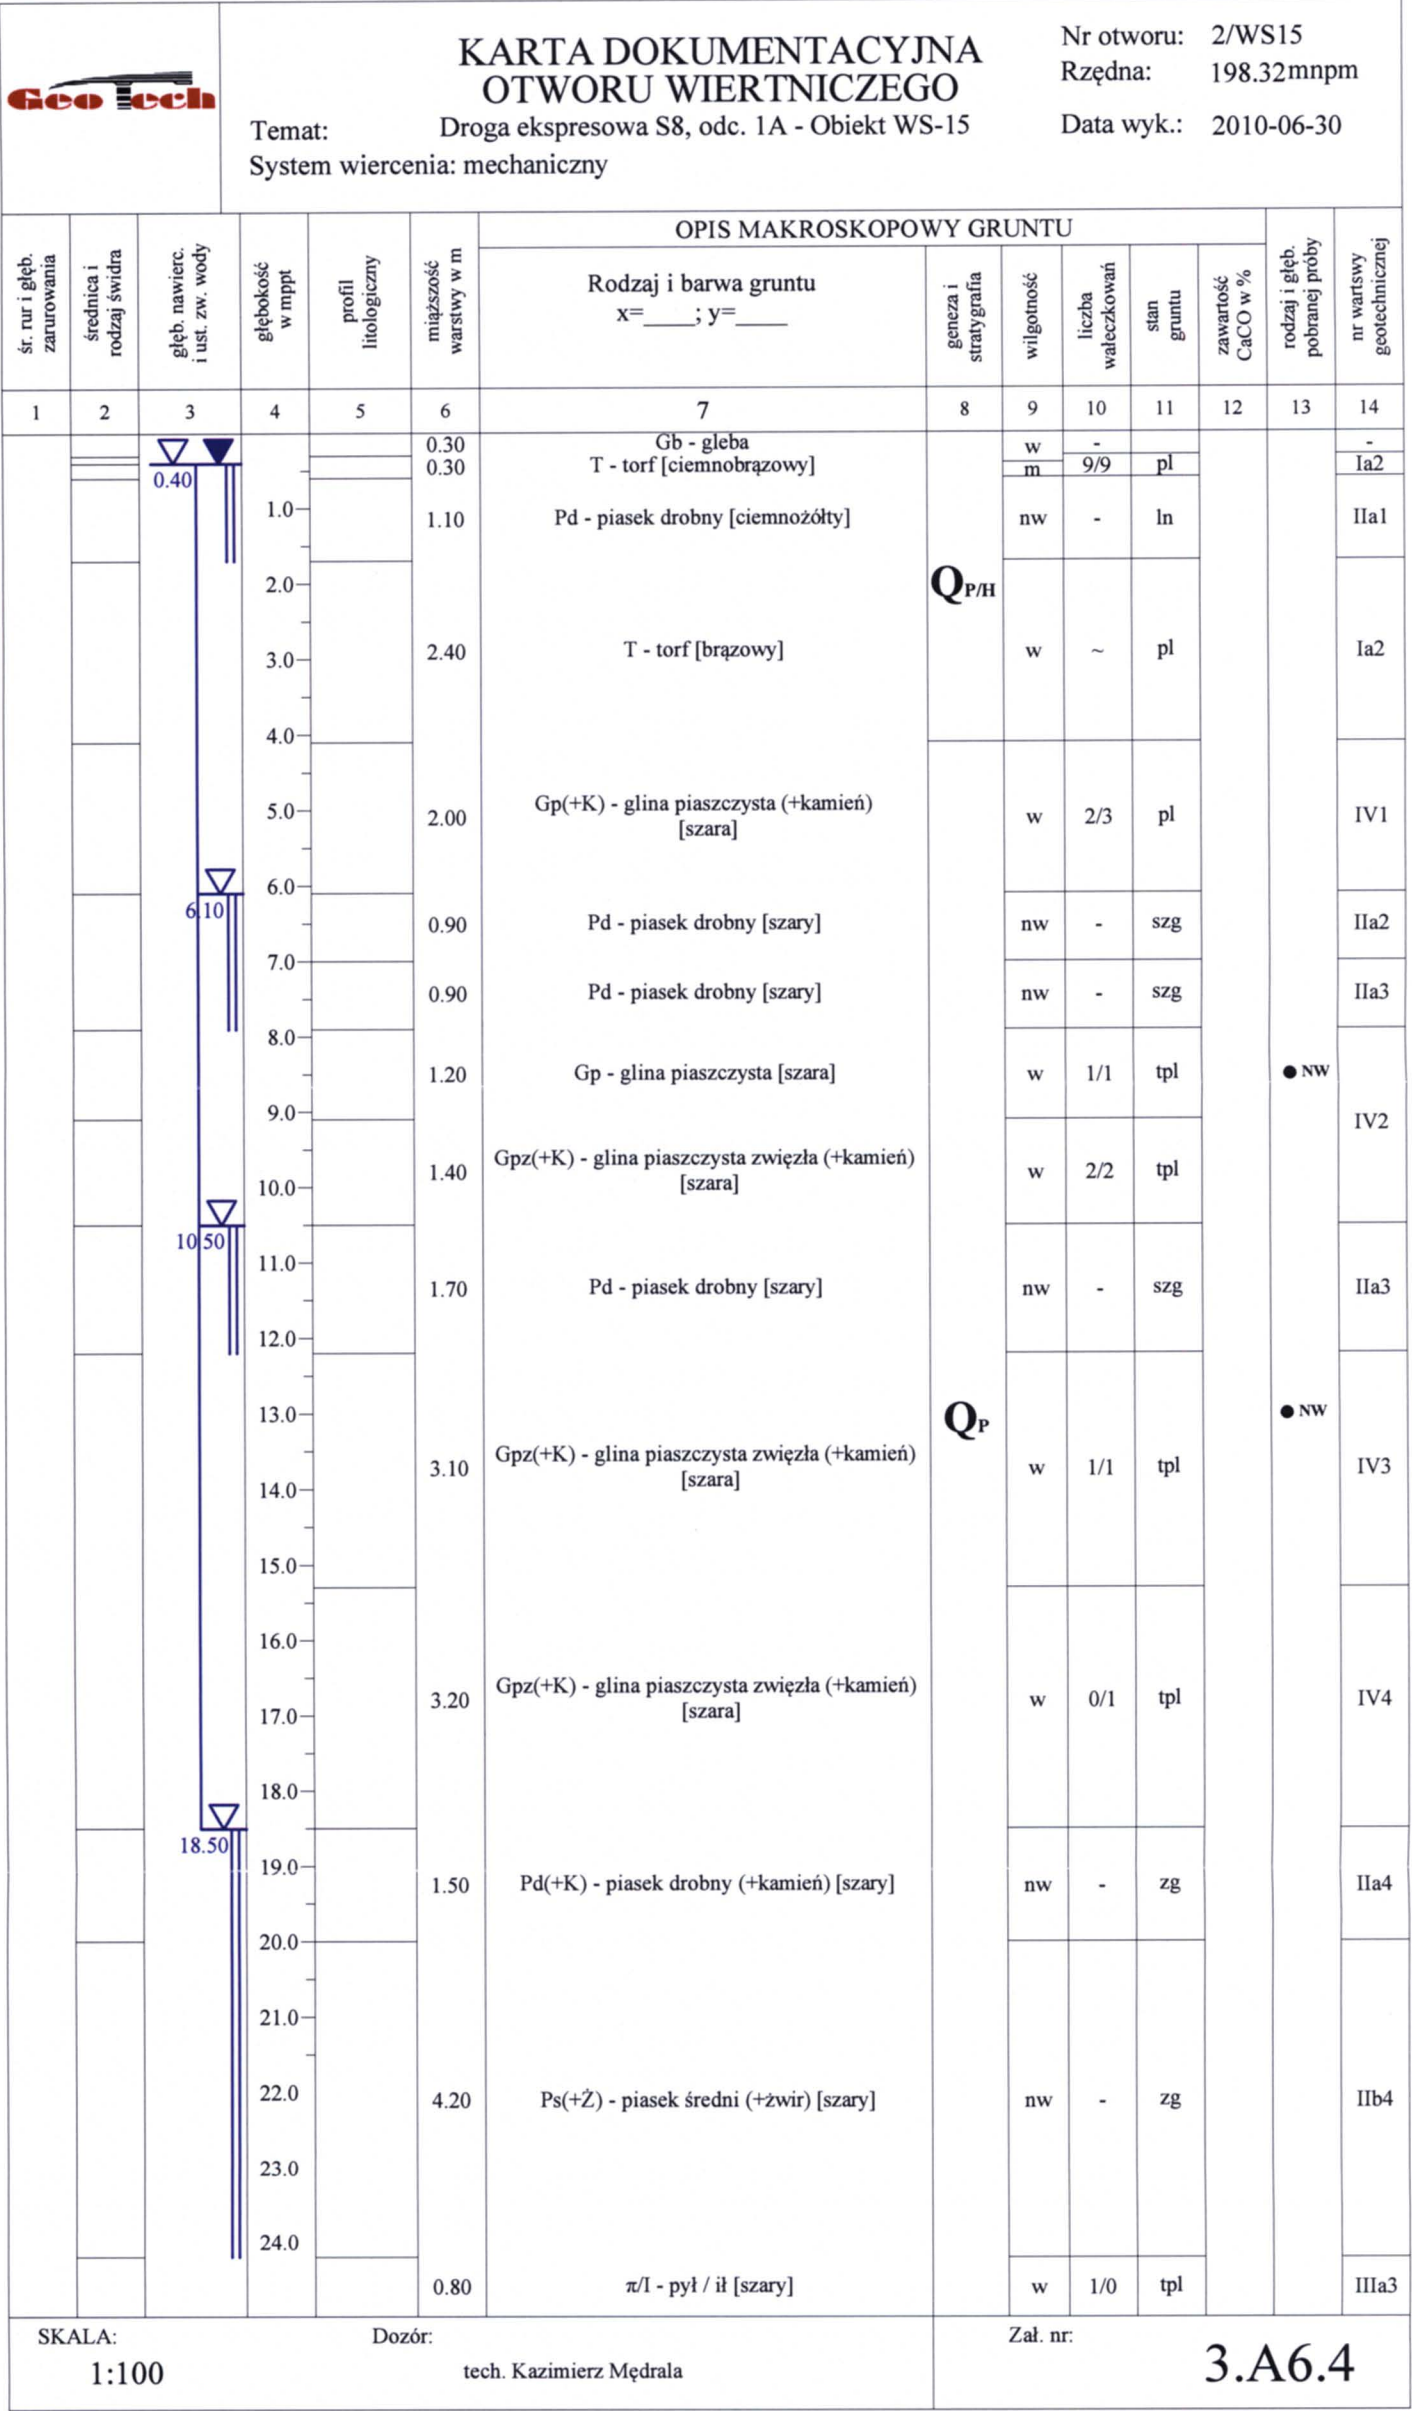 Geo Tech
KARTA DOKUMENTACYJNA
OTWORU WIERTNICZEGO
Temat: Droga ekspresowa S8, odc. 1A - Obiekt WS-15
System wiercenia: mechaniczny
Nr otworu: 2/WS15
Rzędna: 198.32mnpm
Data wyk.: 2010-06-30
śr. rur i głęb. zarurowania
średnica i rodzaj świdra
głęb. nawierc. i ust. zw. wody
głębokość w mppt
profil litologiczny
miąższość warstwy w m
OPIS MAKROSKOPOWY GRUNTU
Rodzaj i barwa gruntu
x=____; y=____
geneza i stratygrafia
wilgotność
liczba wałeczkowań
stan gruntu
zawartość CaCO w %
rodzaj i głęb. pobranej próby
nr wartswy geotechnicznej
1 2 3 4 5 6 7 8 9 10 11 12 13 14
0.30 Gb - gleba w - -
0.30 T - torf [ciemnobrązowy] m 9/9 pl Ia2
0.40
1.0
1.10 Pd - piasek drobny [ciemnożółty] nw - ln IIa1
2.0
QP/H
3.0
2.40 T - torf [brązowy] w ~ pl Ia2
4.0
5.0
2.00 Gp(+K) - glina piaszczysta (+kamień)
[szara] w 2/3 pl IV1
6.0
6.10
0.90 Pd - piasek drobny [szary] nw - szg IIa2
7.0
0.90 Pd - piasek drobny [szary] nw - szg IIa3
8.0
1.20 Gp - glina piaszczysta [szara] w 1/1 tpl NW
9.0
IV2
1.40 Gpz(+K) - glina piaszczysta zwięzła (+kamień)
[szara] w 2/2 tpl
10.0
10.50
11.0
1.70 Pd - piasek drobny [szary] nw - szg IIa3
12.0
13.0
QP NW
3.10 Gpz(+K) - glina piaszczysta zwięzła (+kamień)
[szara] w 1/1 tpl IV3
14.0
15.0
16.0
3.20 Gpz(+K) - glina piaszczysta zwięzła (+kamień)
[szara] w 0/1 tpl IV4
17.0
18.0
18.50
19.0
1.50 Pd(+K) - piasek drobny (+kamień) [szary] nw - zg IIa4
20.0
21.0
22.0
4.20 Ps(+Ż) - piasek średni (+żwir) [szary] nw - zg IIb4
23.0
24.0
0.80 π/I - pył / ił [szary] w 1/0 tpl IIIa3
SKALA:
1:100
Dozór:
tech. Kazimierz Mędrala
Zał. nr:
3.A6.4